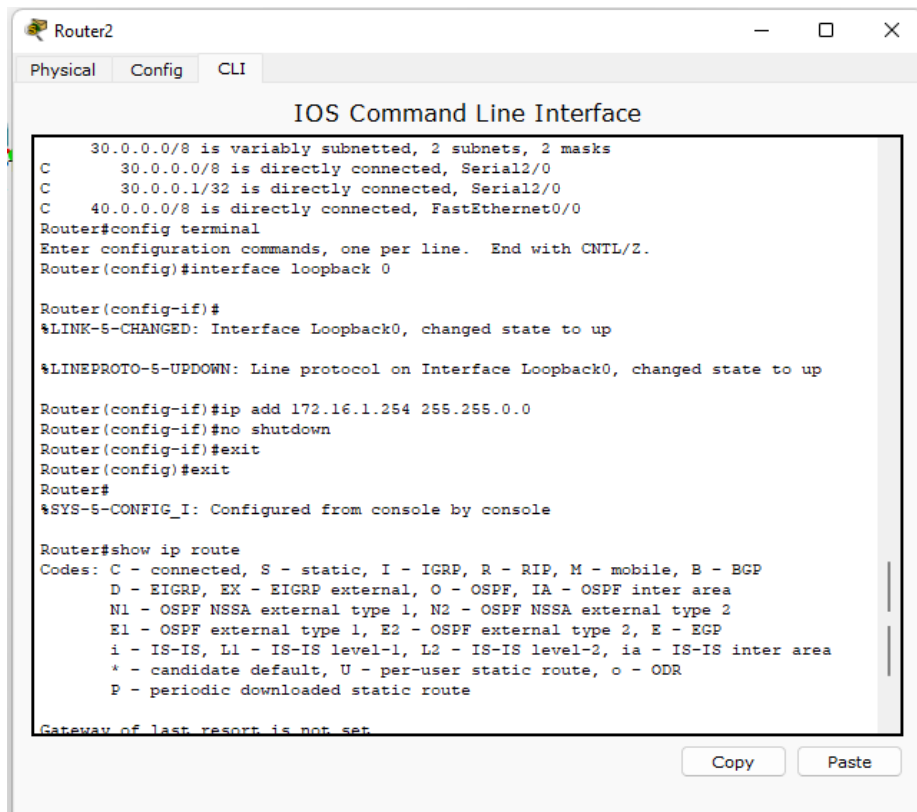 Router2
Physical Config CLI
IOS Command Line Interface
30.0.0.0/8 is variably subnetted, 2 subnets, 2 masks
C 30.0.0.0/8 is directly connected, Serial2/0
C 30.0.0.1/32 is directly connected, Serial2/0
C 40.0.0.0/8 is directly connected, FastEthernet0/0
Router#config terminal
Enter configuration commands, one per line. End with CNTL/Z.
Router(config)#interface loopback 0
Router(config-if)#
%LINK-5-CHANGED: Interface Loopback0, changed state to up
%LINEPROTO-5-UPDOWN: Line protocol on Interface Loopback0, changed state to up
Router(config-if)#ip add 172.16.1.254 255.255.0.0
Router(config-if)#no shutdown
Router(config-if)#exit
Router(config)#exit
Router#
%SYS-5-CONFIG_I: Configured from console by console
Router#show ip route
Codes: C - connected, S - static, I - IGRP, R - RIP, M - mobile, B - BGP
D - EIGRP, EX - EIGRP external, O - OSPF, IA - OSPF inter area
N1 - OSPF NSSA external type 1, N2 - OSPF NSSA external type 2
E1 - OSPF external type 1, E2 - OSPF external type 2, E - EGP
i - IS-IS, L1 - IS-IS level-1, L2 - IS-IS level-2, ia - IS-IS inter area
* - candidate default, U - per-user static route, o - ODR
P - periodic downloaded static route
Gateway of last resort is not set
Copy Paste